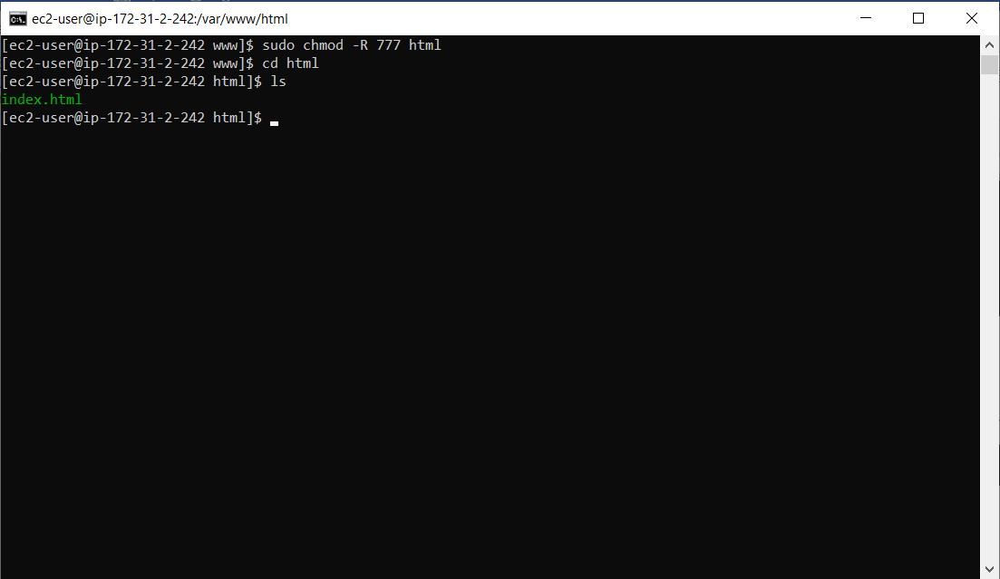 ec2-user@ip-172-31-2-242:/var/www/html
[ec2-user@ip-172-31-2-242 www]$ sudo chmod -R 777 html
[ec2-user@ip-172-31-2-242 www]$ cd html
[ec2-user@ip-172-31-2-242 html]$ ls
index.html
[ec2-user@ip-172-31-2-242 html]$